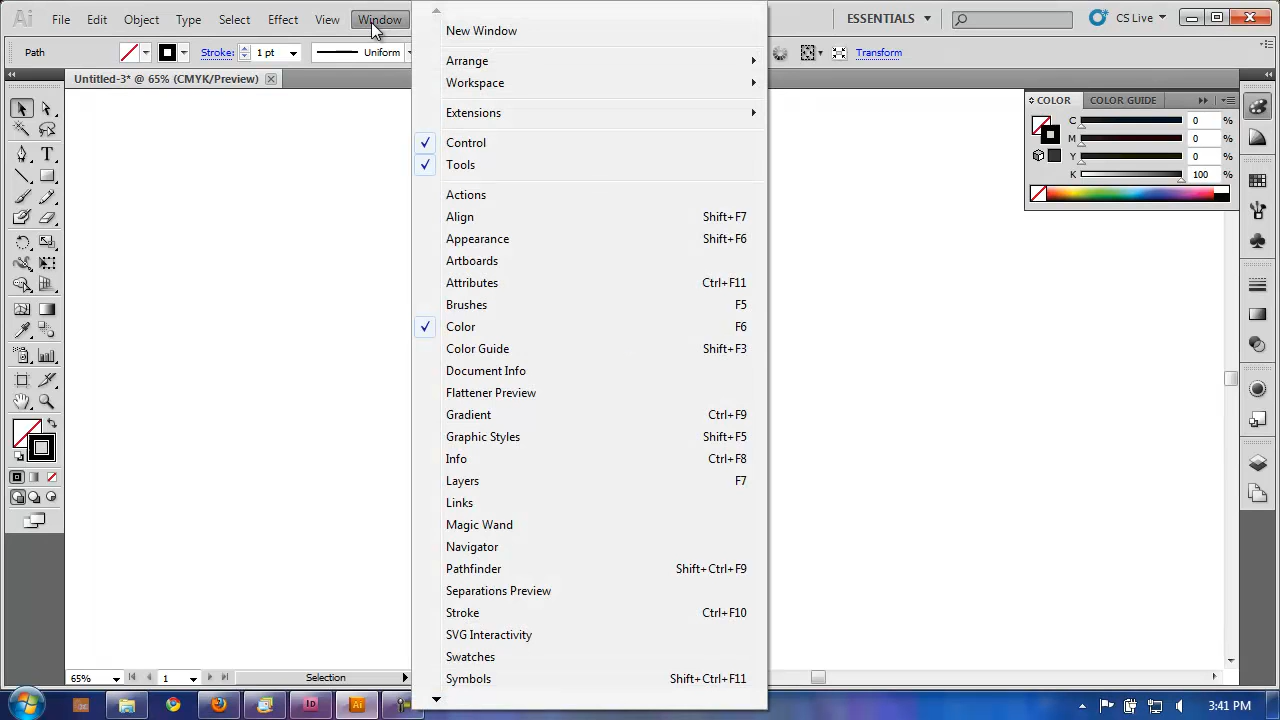 Ai File Edit Object Type Select Effect View Window ESSENTIALS CS Live
Path Stroke: 1 pt Uniform Transform
Untitled-3* @ 65% (CMYK/Preview)
New Window
Arrange
Workspace
Extensions
Control
Tools
Actions
Align Shift+F7
Appearance Shift+F6
Artboards
Attributes Ctrl+F11
Brushes F5
Color F6
Color Guide Shift+F3
Document Info
Flattener Preview
Gradient Ctrl+F9
Graphic Styles Shift+F5
Info Ctrl+F8
Layers F7
Links
Magic Wand
Navigator
Pathfinder Shift+Ctrl+F9
Separations Preview
Stroke Ctrl+F10
SVG Interactivity
Swatches
Symbols Shift+Ctrl+F11
COLOR COLOR GUIDE
C 0 %
M 0 %
Y 0 %
K 100 %
65% 1 Selection
Ai
3:41 PM